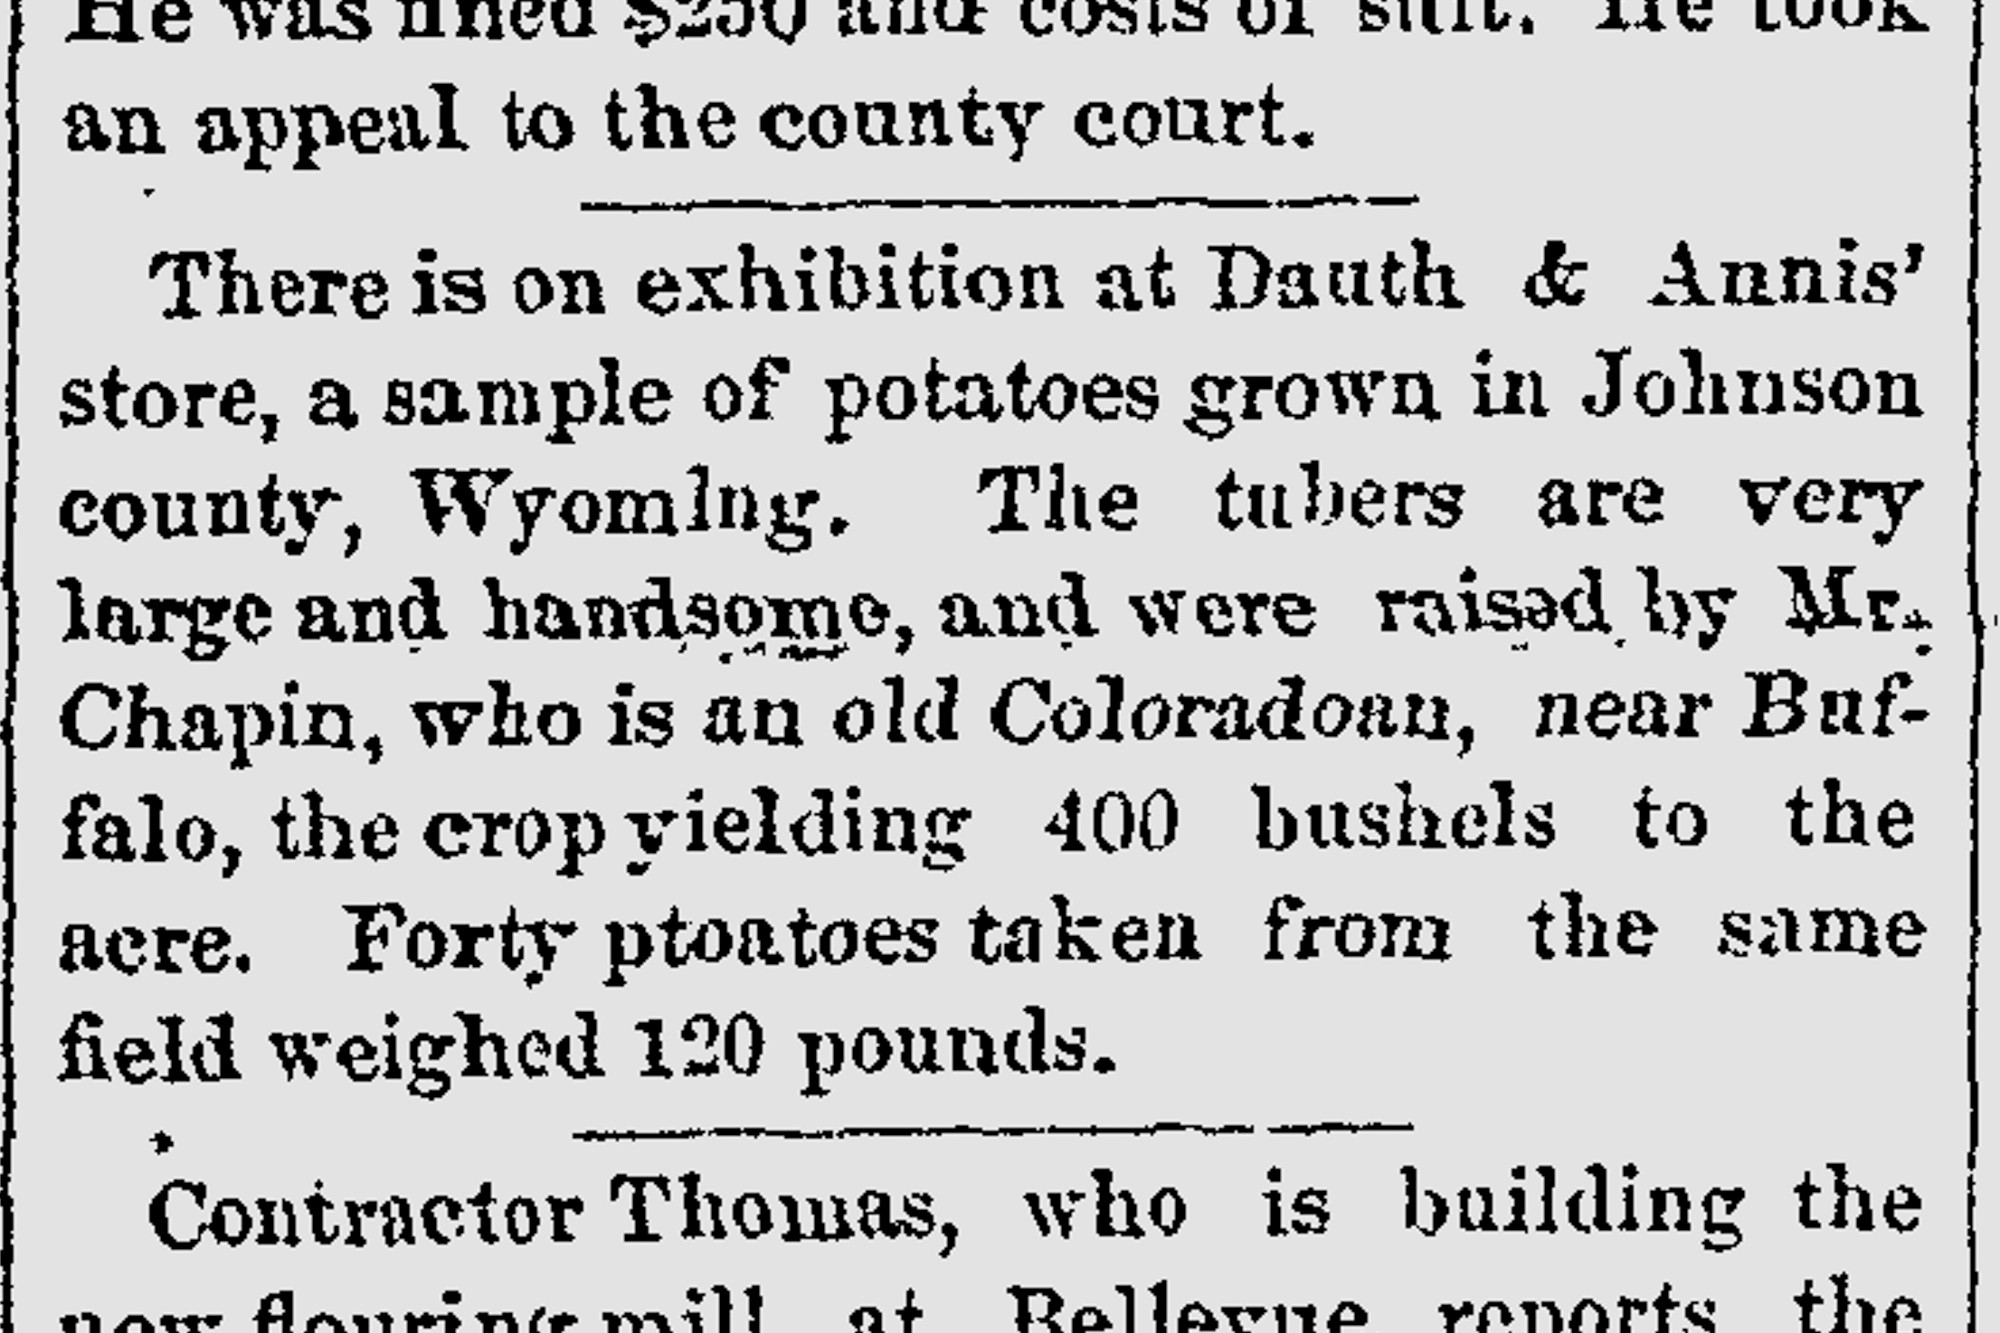 He was fined $250 and costs of suit. He took
an appeal to the county court.
There is on exhibition at Dauth & Annis'
store, a sample of potatoes grown in Johnson
county, Wyoming. The tubers are very
large and handsome, and were raised by Mr.
Chapin, who is an old Coloradoan, near Buf-
falo, the crop yielding 400 bushels to the
acre. Forty ptoatoes taken from the same
field weighed 120 pounds.
Contractor Thomas, who is building the
new flouring mill at Bellevue reports the